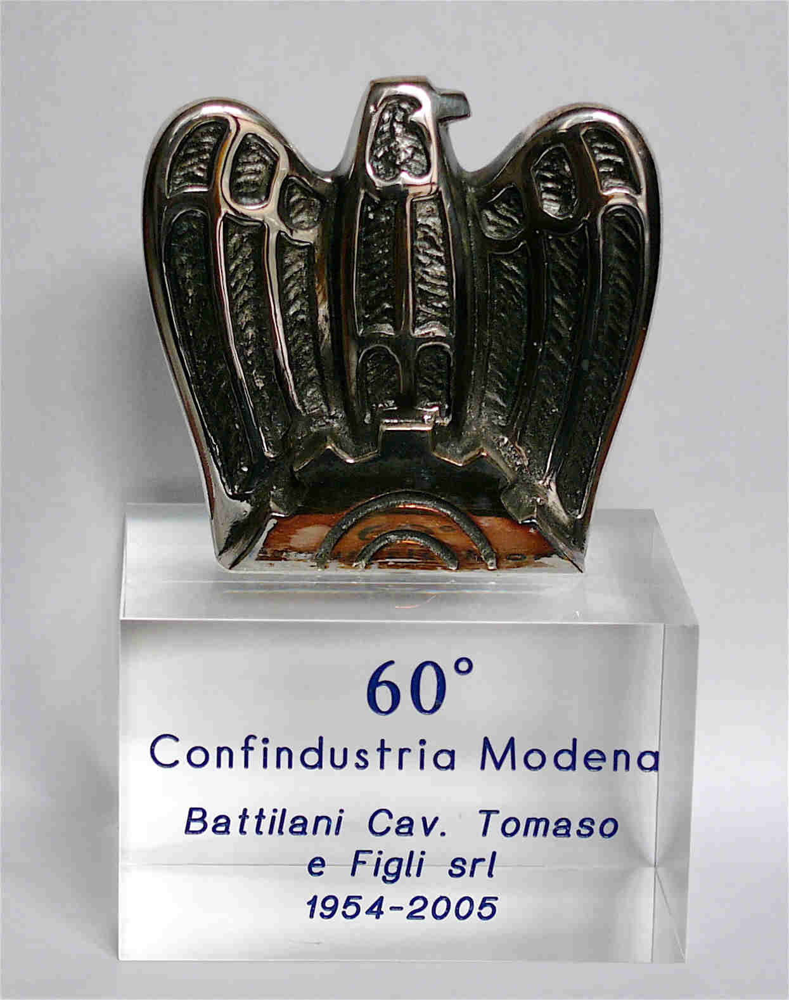 60°
Confindustria Modena
Battilani Cav. Tomaso
e Figli srl
1954-2005